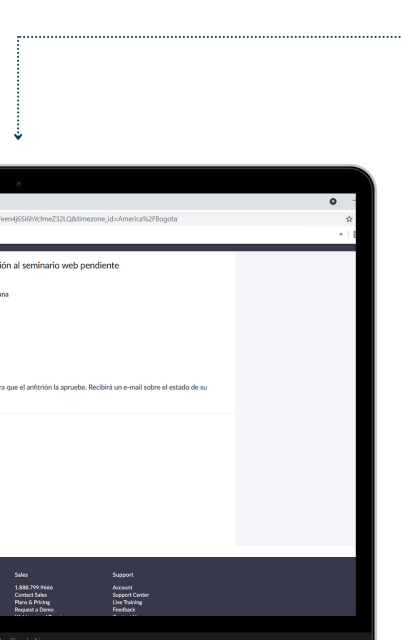 een4j6Si6hYcfmeZ32LQ&timezone_id=America%2FBogota
ión al seminario web pendiente
ana
ra que el anfitrión la apruebe. Recibirá un e-mail sobre el estado de su
Sales
1.888.799.9666
Contact Sales
Plans & Pricing
Request a Demo
Support
Account
Support Center
Live Training
Feedback